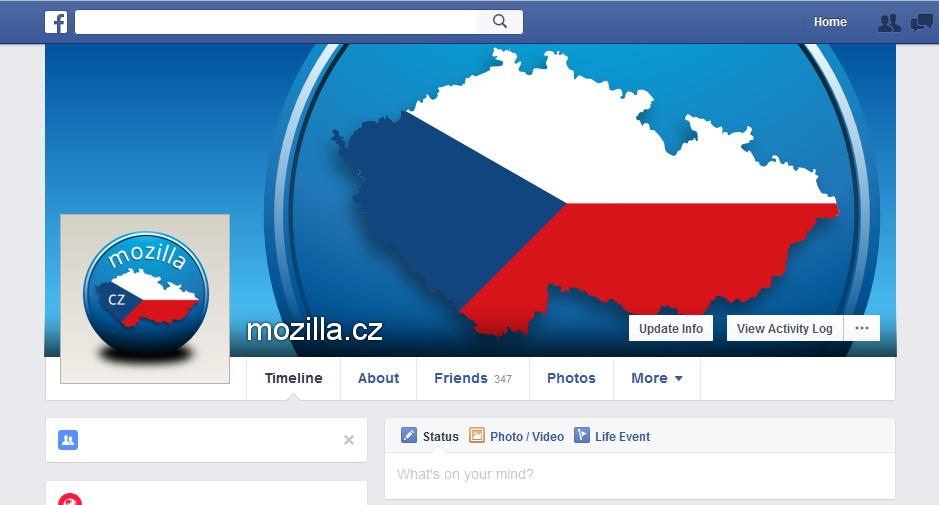 f
Home
mozilla
CZ
mozilla.cz
Update Info
View Activity Log
Timeline
About
Friends 347
Photos
More
Status
Photo / Video
Life Event
What's on your mind?